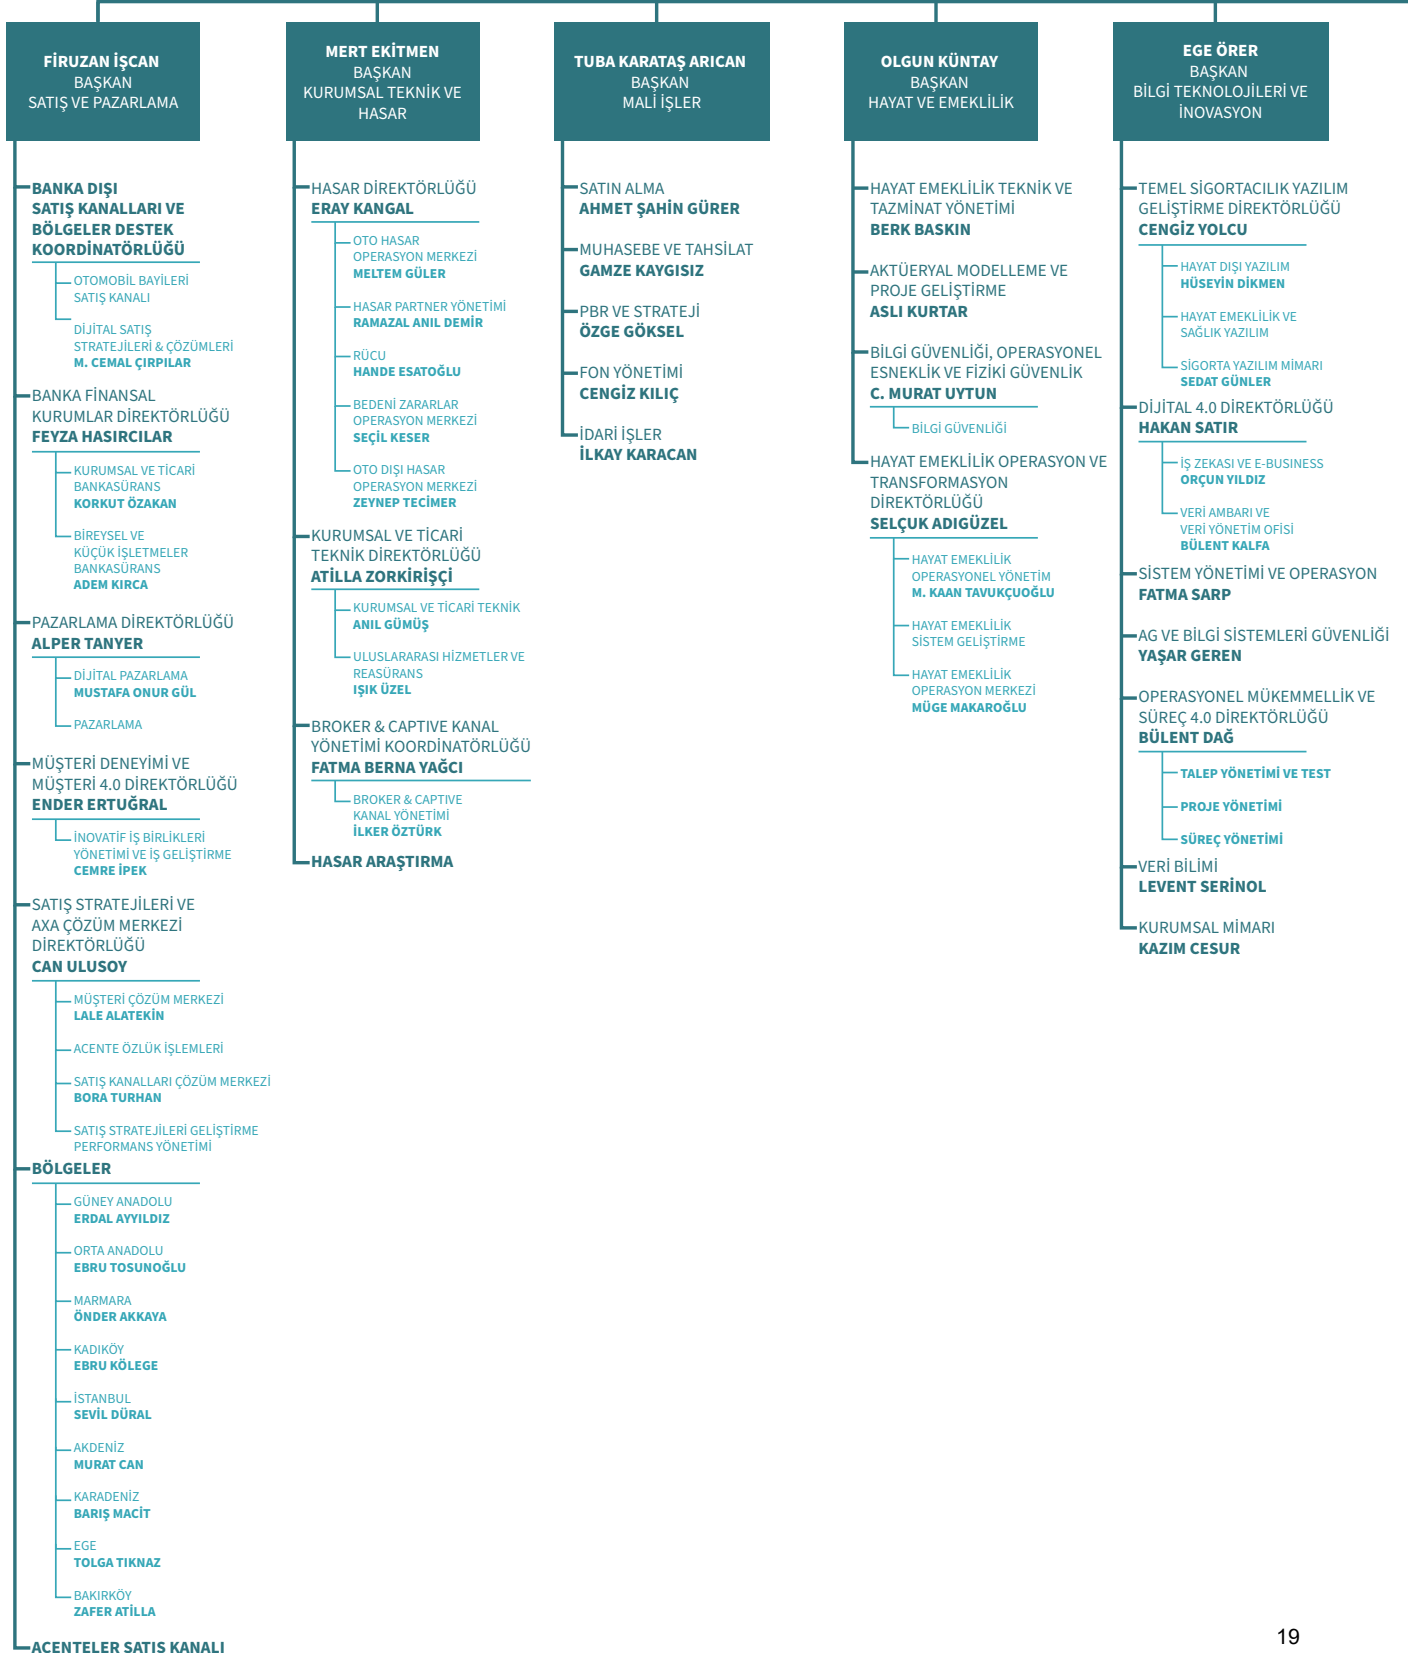 FİRUZAN İŞCAN
BAŞKAN
SATIŞ VE PAZARLAMA
BANKA DIŞI
SATIŞ KANALLARI VE
BÖLGELER DESTEK
KOORDİNATÖRLÜĞÜ
OTOMOBİL BAYİLERİ
SATIŞ KANALI
DİJİTAL SATIŞ
STRATEJİLERİ & ÇÖZÜMLERİ
M. CEMAL ÇIRPILAR
BANKA FİNANSAL
KURUMLAR DİREKTÖRLÜĞÜ
FEYZA HASIRCILAR
KURUMSAL VE TİCARİ
BANKASÜRANS
KORKUT ÖZAKAN
BİREYSEL VE
KÜÇÜK İŞLETMELER
BANKASÜRANS
ADEM KIRCA
PAZARLAMA DİREKTÖRLÜĞÜ
ALPER TANYER
DİJİTAL PAZARLAMA
MUSTAFA ONUR GÜL
PAZARLAMA
MÜŞTERİ DENEYİMİ VE
MÜŞTERİ 4.0 DİREKTÖRLÜĞÜ
ENDER ERTUĞRAL
İNOVATİF İŞ BİRLİKLERİ
YÖNETİMİ VE İŞ GELİŞTİRME
CEMRE İPEK
SATIŞ STRATEJİLERİ VE
AXA ÇÖZÜM MERKEZİ
DİREKTÖRLÜĞÜ
CAN ULUSOY
MÜŞTERİ ÇÖZÜM MERKEZİ
LALE ALATEKİN
ACENTE ÖZLÜK İŞLEMLERİ
SATIŞ KANALLARI ÇÖZÜM MERKEZİ
BORA TURHAN
SATIŞ STRATEJİLERİ GELİŞTİRME
PERFORMANS YÖNETİMİ
BÖLGELER
GÜNEY ANADOLU
ERDAL AYYILDIZ
ORTA ANADOLU
EBRU TOSUNOĞLU
MARMARA
ÖNDER AKKAYA
KADIKÖY
EBRU KÖLEGE
İSTANBUL
SEVİL DÜRAL
AKDENİZ
MURAT CAN
KARADENİZ
BARIŞ MACİT
EGE
TOLGA TIKNAZ
BAKIRKÖY
ZAFER ATİLLA
ACENTELER SATIS KANALI
MERT EKİTMEN
BAŞKAN
KURUMSAL TEKNİK VE
HASAR
HASAR DİREKTÖRLÜĞÜ
ERAY KANGAL
OTO HASAR
OPERASYON MERKEZİ
MELTEM GÜLER
HASAR PARTNER YÖNETİMİ
RAMAZAL ANIL DEMİR
RÜCU
HANDE ESATOĞLU
BEDENİ ZARARLAR
OPERASYON MERKEZİ
SEÇİL KESER
OTO DIŞI HASAR
OPERASYON MERKEZİ
ZEYNEP TECİMER
KURUMSAL VE TİCARİ
TEKNİK DİREKTÖRLÜĞÜ
ATİLLA ZORKİRİŞÇİ
KURUMSAL VE TİCARİ TEKNİK
ANIL GÜMÜŞ
ULUSLARARASI HİZMETLER VE
REASÜRANS
IŞIK ÜZEL
BROKER & CAPTIVE KANAL
YÖNETİMİ KOORDİNATÖRLÜĞÜ
FATMA BERNA YAĞCI
BROKER & CAPTIVE
KANAL YÖNETİMİ
İLKER ÖZTÜRK
HASAR ARAŞTIRMA
TUBA KARATAŞ ARICAN
BAŞKAN
MALİ İŞLER
SATIN ALMA
AHMET ŞAHİN GÜRER
MUHASEBE VE TAHSİLAT
GAMZE KAYGISIZ
PBR VE STRATEJİ
ÖZGE GÖKSEL
FON YÖNETİMİ
CENGİZ KILIÇ
İDARİ İŞLER
İLKAY KARACAN
OLGUN KÜNTAY
BAŞKAN
HAYAT VE EMEKLİLİK
HAYAT EMEKLİLİK TEKNİK VE
TAZMİNAT YÖNETİMİ
BERK BASKIN
AKTÜERYAL MODELLEME VE
PROJE GELİŞTİRME
ASLI KURTAR
BİLGİ GÜVENLİĞİ, OPERASYONEL
ESNEKLİK VE FİZİKİ GÜVENLİK
C. MURAT UYTUN
BİLGİ GÜVENLİĞİ
HAYAT EMEKLİLİK OPERASYON VE
TRANSFORMASYON
DİREKTÖRLÜĞÜ
SELÇUK ADIGÜZEL
HAYAT EMEKLİLİK
OPERASYONEL YÖNETİM
M. KAAN TAVUKÇUOĞLU
HAYAT EMEKLİLİK
SİSTEM GELİŞTİRME
HAYAT EMEKLİLİK
OPERASYON MERKEZİ
MÜGE MAKAROĞLU
EGE ÖRER
BAŞKAN
BİLGİ TEKNOLOJİLERİ VE
İNOVASYON
TEMEL SİGORTACILIK YAZILIM
GELİŞTİRME DİREKTÖRLÜĞÜ
CENGİZ YOLCU
HAYAT DIŞI YAZILIM
HÜSEYİN DİKMEN
HAYAT EMEKLİLİK VE
SAĞLIK YAZILIM
SİGORTA YAZILIM MİMARI
SEDAT GÜNLER
DİJİTAL 4.0 DİREKTÖRLÜĞÜ
HAKAN SATIR
İŞ ZEKASI VE E-BUSINESS
ORÇUN YILDIZ
VERİ AMBARI VE
VERİ YÖNETİM OFİSİ
BÜLENT KALFA
SİSTEM YÖNETİMİ VE OPERASYON
FATMA SARP
AG VE BİLGİ SİSTEMLERİ GÜVENLİĞİ
YAŞAR GEREN
OPERASYONEL MÜKEMMELLİK VE
SÜREÇ 4.0 DİREKTÖRLÜĞÜ
BÜLENT DAĞ
TALEP YÖNETİMİ VE TEST
PROJE YÖNETİMİ
SÜREÇ YÖNETİMİ
VERİ BİLİMİ
LEVENT SERİNOL
KURUMSAL MİMARI
KAZIM CESUR
19